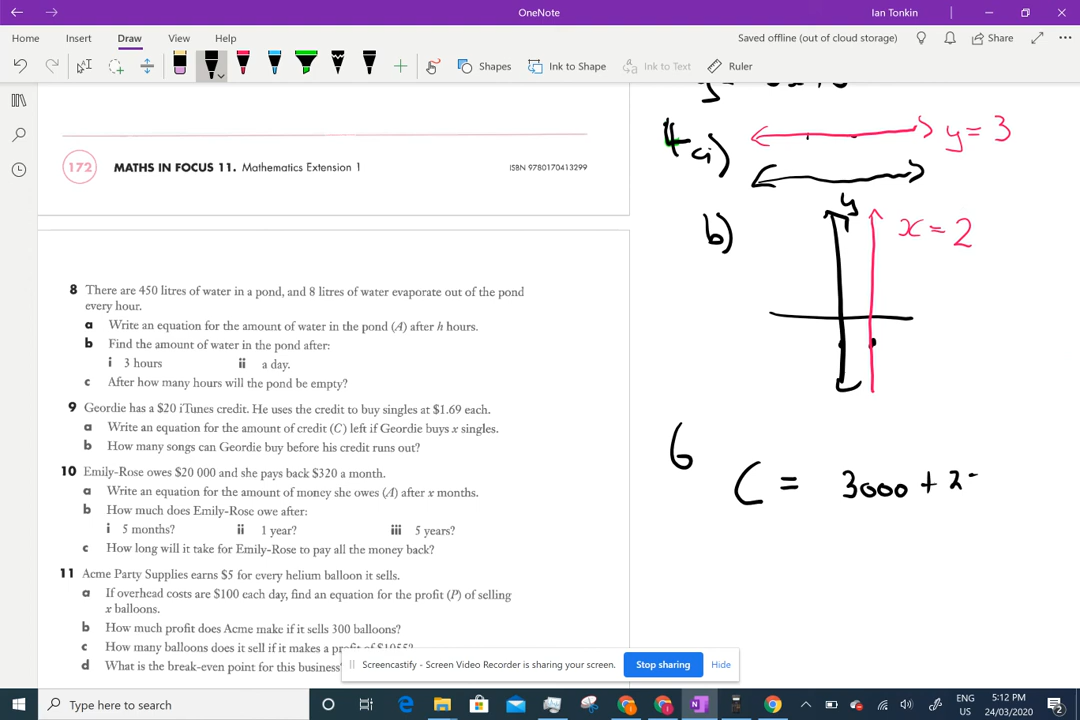 OneNote
Ian Tonkin
Home Insert Draw View Help
Saved offline (out of cloud storage)
Share
Shapes
Ink to Shape
Ink to Text
Ruler
172 MATHS IN FOCUS 11. Mathematics Extension 1
ISBN 9780170413299
8 There are 450 litres of water in a pond, and 8 litres of water evaporate out of the pond
every hour.
a Write an equation for the amount of water in the pond (A) after h hours.
b Find the amount of water in the pond after:
i 3 hours ii a day.
c After how many hours will the pond be empty?
9 Geordie has a $20 iTunes credit. He uses the credit to buy singles at $1.69 each.
a Write an equation for the amount of credit (C) left if Geordie buys x singles.
b How many songs can Geordie buy before his credit runs out?
10 Emily-Rose owes $20 000 and she pays back $320 a month.
a Write an equation for the amount of money she owes (A) after x months.
b How much does Emily-Rose owe after:
i 5 months? ii 1 year? iii 5 years?
c How long will it take for Emily-Rose to pay all the money back?
11 Acme Party Supplies earns $5 for every helium balloon it sells.
a If overhead costs are $100 each day, find an equation for the profit (P) of selling
x balloons.
b How much profit does Acme make if it sells 300 balloons?
c How many balloons does it sell if it makes a profit of $1055?
d What is the break-even point for this business
4 a)
y = 3
b)
y
x = 2
6
C = 3000 + 2
Screencastify - Screen Video Recorder is sharing your screen.
Stop sharing
Hide
Type here to search
ENG
US
5:12 PM
24/03/2020
2